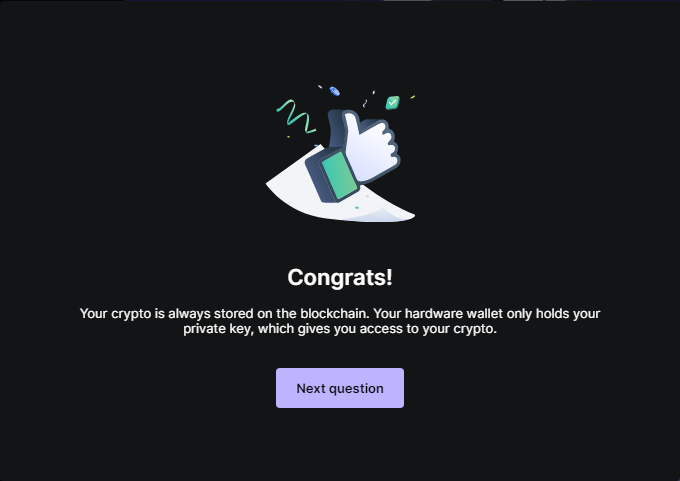 Congrats!
Your crypto is always stored on the blockchain. Your hardware wallet only holds your
private key, which gives you access to your crypto.
Next question